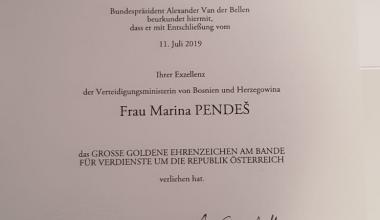 Bundespräsident Alexander Van der Bellen
beurkundet hiermit,
dass er mit Entschließung vom
11. Juli 2019
Ihrer Exzellenz
der Verteidigungsministerin von Bosnien und Herzegowina
Frau Marina PENDEŠ
das GROSSE GOLDENE EHRENZEICHEN AM BANDE
FÜR VERDIENSTE UM DIE REPUBLIK ÖSTERREICH
verliehen hat.